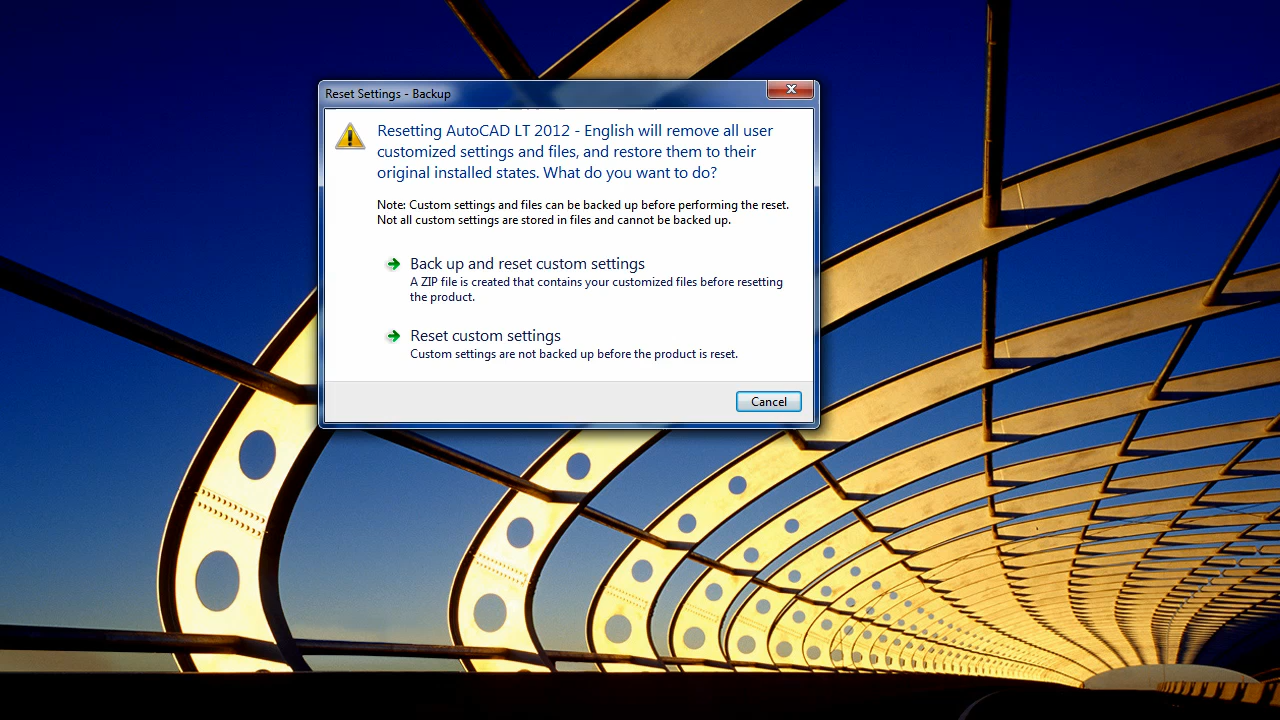 Reset Settings - Backup
Resetting AutoCAD LT 2012 - English will remove all user
customized settings and files, and restore them to their
original installed states. What do you want to do?
Note: Custom settings and files can be backed up before performing the reset.
Not all custom settings are stored in files and cannot be backed up.
Back up and reset custom settings
A ZIP file is created that contains your customized files before resetting
the product.
Reset custom settings
Custom settings are not backed up before the product is reset.
Cancel